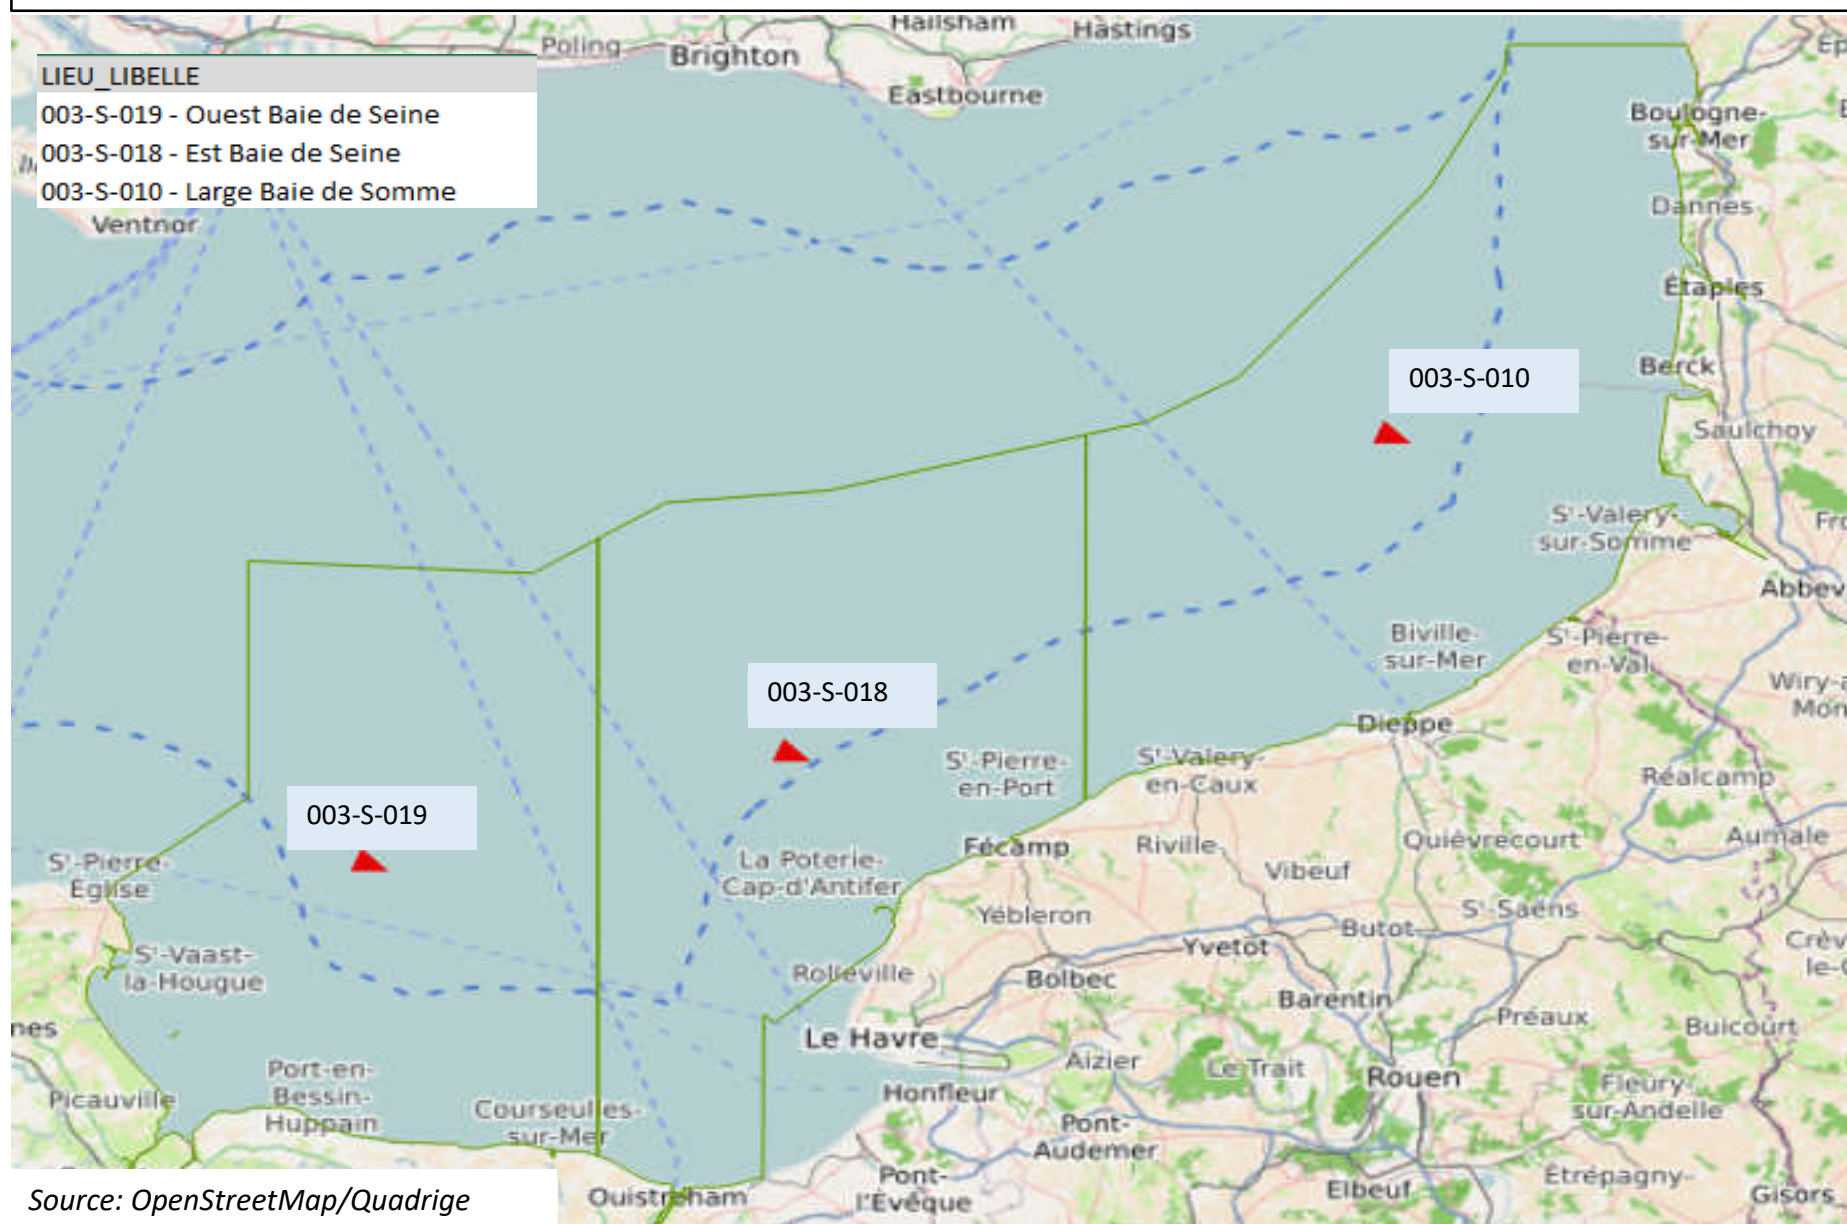 Hailsham
Hastings
Poling
Brighton
LIEU_LIBELLE
Eastbourne
003-S-019 - Ouest Baie de Seine
Boulogne-
sur-Mer
003-S-018 - Est Baie de Seine
003-S-010 - Large Baie de Somme
Dannes
Ventnor
Étaples
Berck
003-S-010
Saulchoy
Sᵗ-Valery-
sur-Somme
Abbev
Biville-
sur-Mer
Sᵗ-Pierre-
en-Val
003-S-018
Wiry-a
Mon
Dieppe
Sᵗ-Pierre-
en-Port
Sᵗ-Valery-
en-Caux
Réalcamp
003-S-019
Sᵗ-Pierre-
Église
Fécamp
Riville
Quiévrecourt
Aumale
La Poterie-
Cap-d'Antifer
Vibeuf
Yébleron
Sᵗ-Saëns
Butot
Yvetot
Crèv
le-
Sᵗ-Vaast-
la-Hougue
Rolleville
Bolbec
Barentin
Préaux
Buicourt
nes
Le Havre
Aizier
Le Trait
Rouen
Port-en-
Bessin-
Huppain
Picauville
Courseulles-
sur-Mer
Honfleur
Fleury-
sur-Andelle
Pont-
Audemer
Pont-
l'Évêque
Elbeuf
Étrépagny
Gisors
Ouistreham
Source: OpenStreetMap/Quadrige